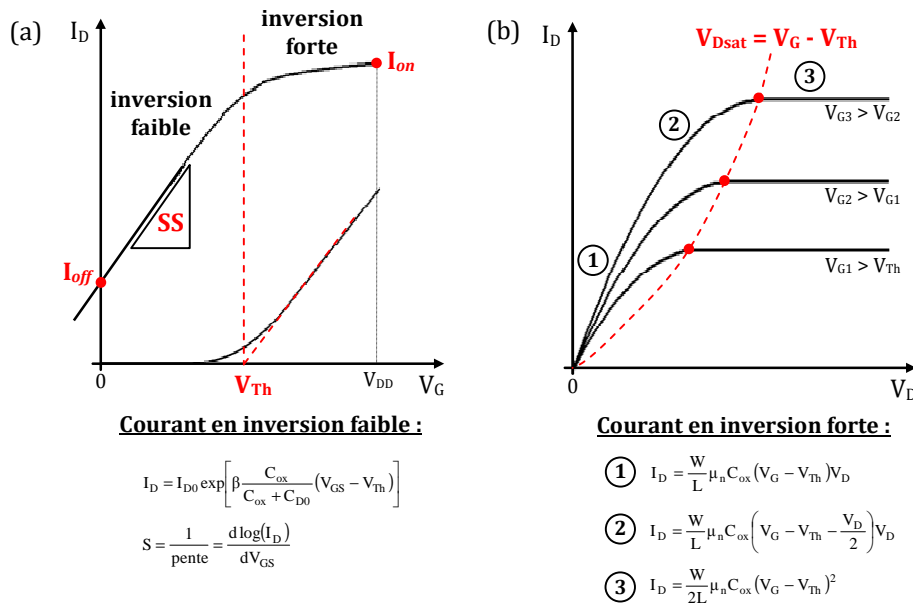 (a)
I_D
inversion
forte
I_on
inversion
faible
SS
I_off
0
V_Th
V_DD
V_G
Courant en inversion faible :
I_D = I_D0 exp[β C_ox / (C_ox + C_D0) (V_GS − V_Th)]
S = 1 / pente = d log(I_D) / dV_GS
(b)
I_D
V_Dsat = V_G - V_Th
3
2
1
V_G3 > V_G2
V_G2 > V_G1
V_G1 > V_Th
0
V_D
Courant en inversion forte :
1 I_D = W/L μ_n C_ox (V_G − V_Th) V_D
2 I_D = W/L μ_n C_ox (V_G − V_Th − V_D/2) V_D
3 I_D = W/2L μ_n C_ox (V_G − V_Th)²